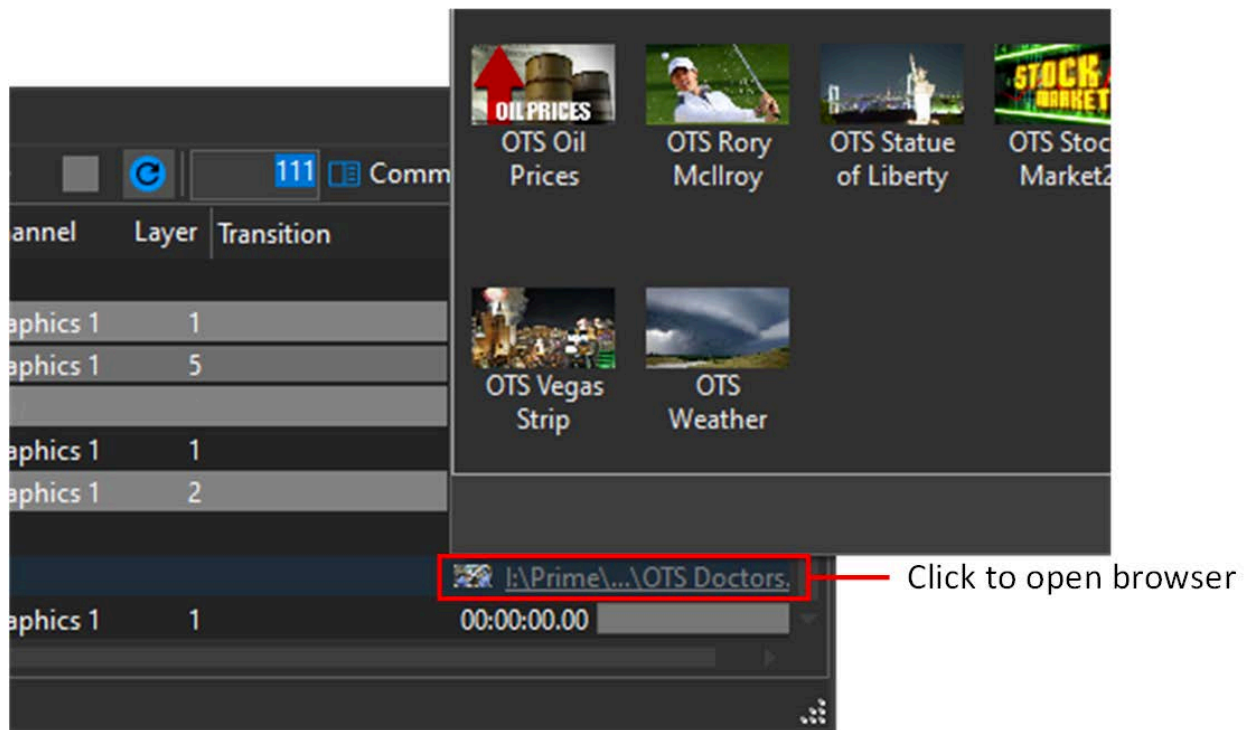 OIL PRICES
STOCK
MARKET
OTS Oil
Prices
OTS Rory
McIlroy
OTS Statue
of Liberty
OTS Stoc
Market2
111 Comm
annel Layer Transition
aphics 1 1
aphics 1 5
OTS Vegas
Strip
OTS
Weather
aphics 1 1
aphics 1 2
I:\Prime\...\OTS Doctors.
Click to open browser
aphics 1 1 00:00:00.00